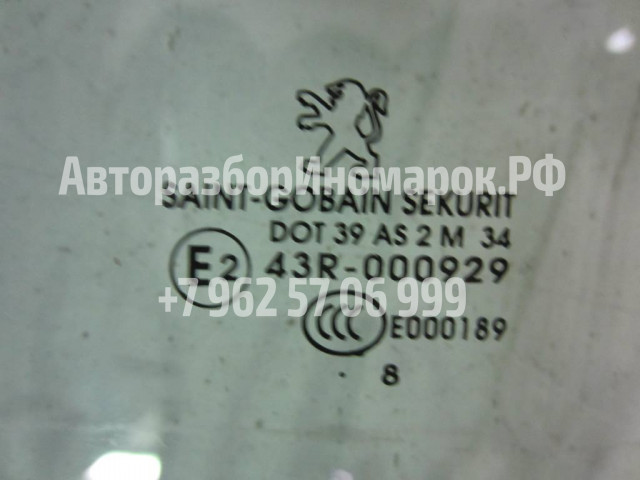 АвторазборИномарок.РФ
SAINT-GOBAIN SEKURIT
DOT 39 AS 2 M 34
E2 43R-000929
+7 962 57 06 999
CCC E000189
. 8